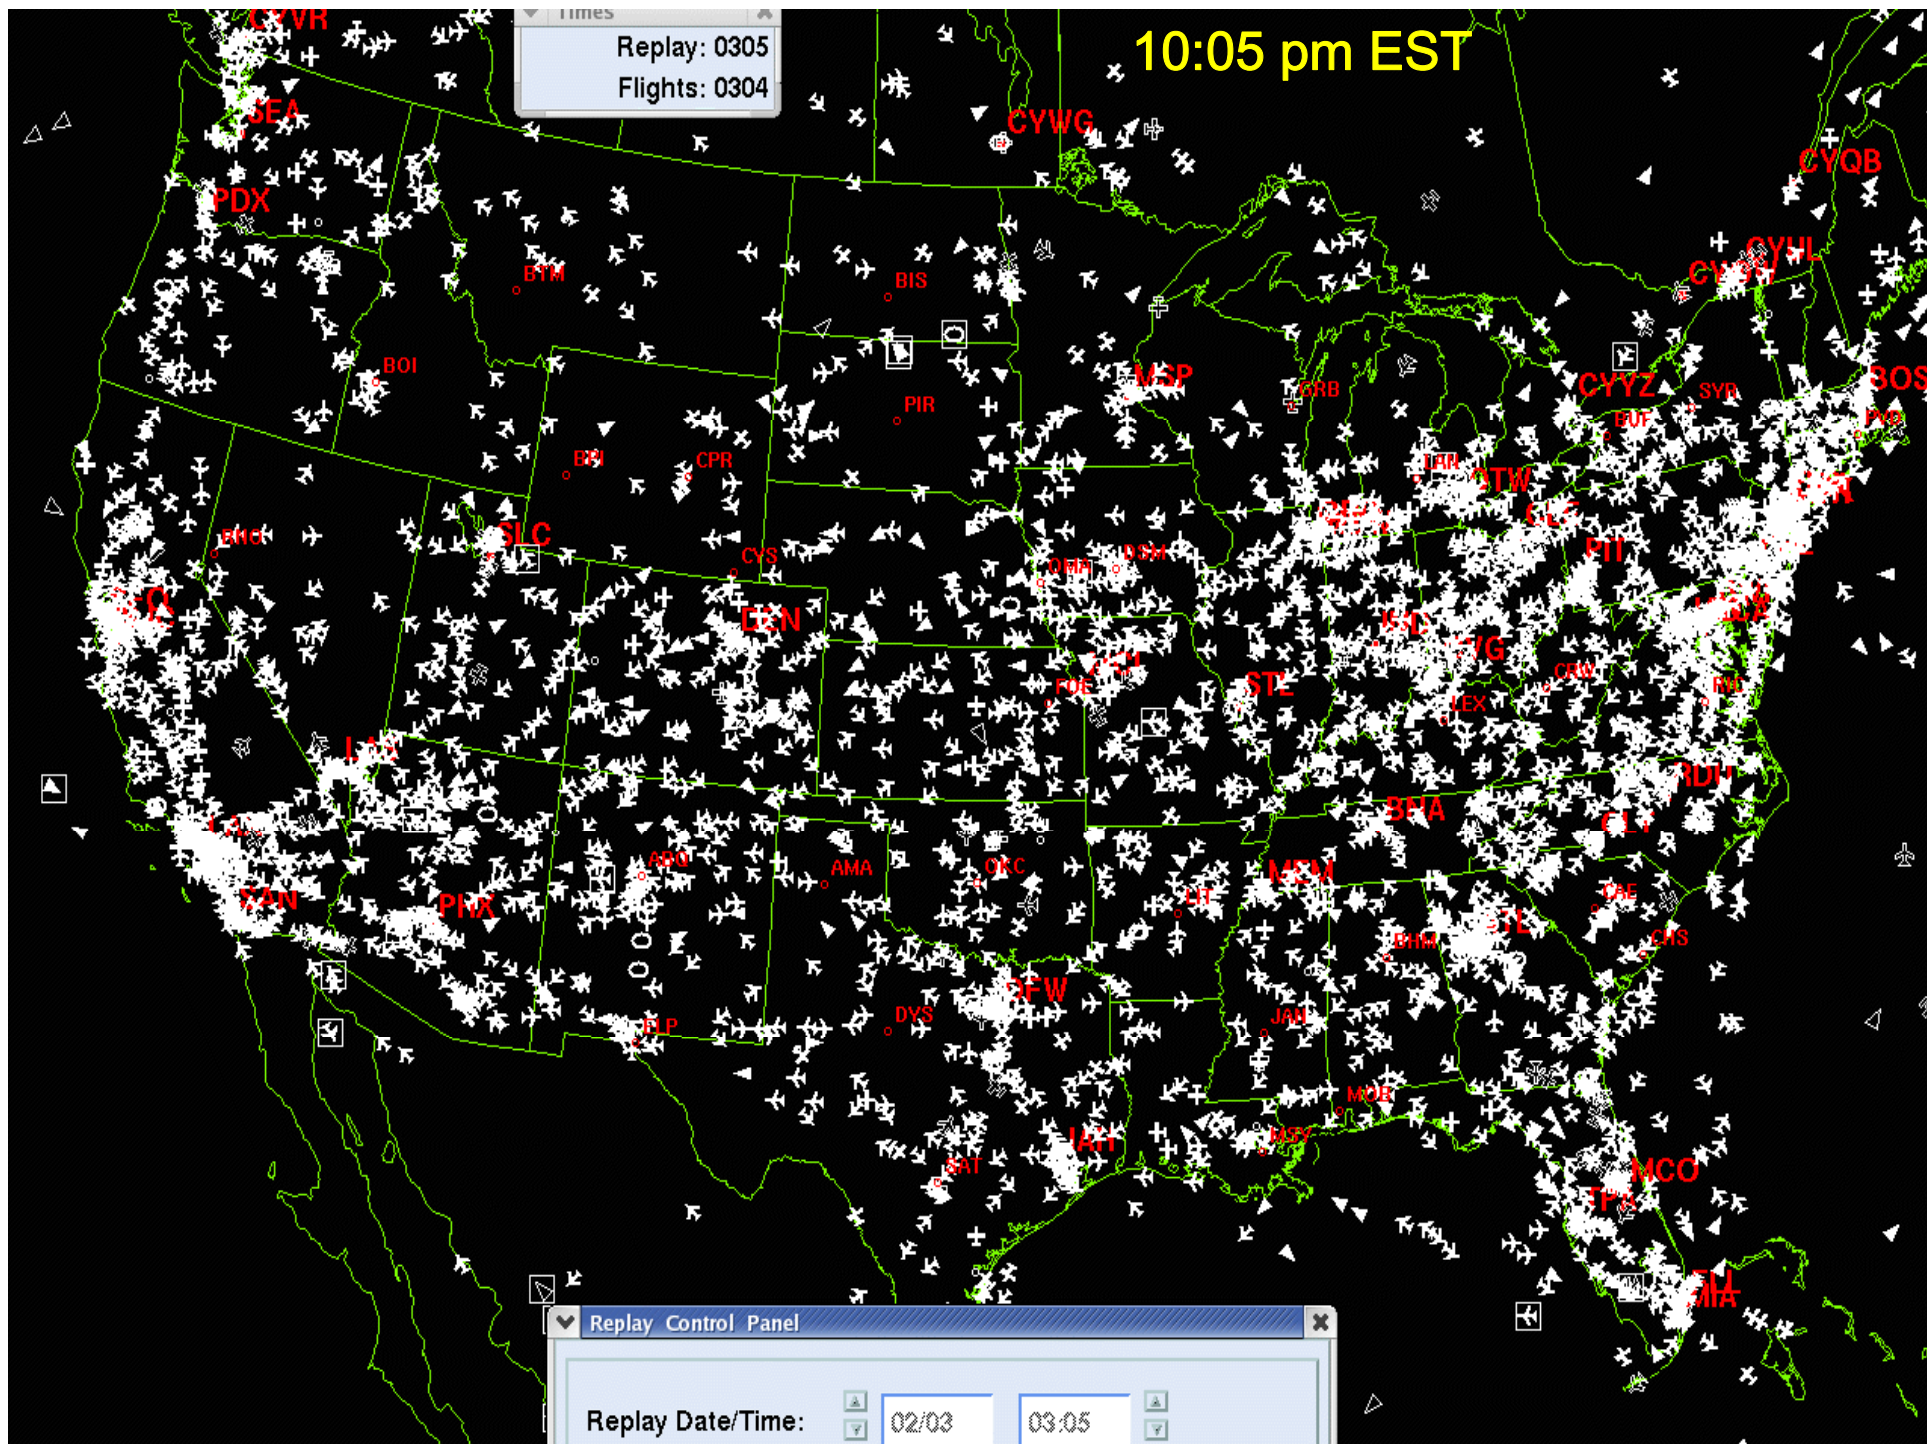 CYVR
Times
Replay: 0305
Flights: 0304
10:05 pm EST
SEA
CYWG
CYQB
PDX
CYUL
BTM
BIS
BOI
MSP
GRB
CYYZ
SYR
BOS
PIR
BUF
PVD
BPI
CPR
LAN
DTW
RNO
SLC
CYS
OMA
DSM
PIT
DEN
STL
FOE
CRW
RIC
LEX
LAS
RDU
BNA
CLT
ABQ
AMA
OKC
MEM
SAN
PHX
LIT
CAE
BHM
CHS
DFW
ELP
DYS
JAN
MOB
MSY
IAH
SAT
MCO
TPA
MIA
Replay Control Panel
Replay Date/Time:
02/03
03:05